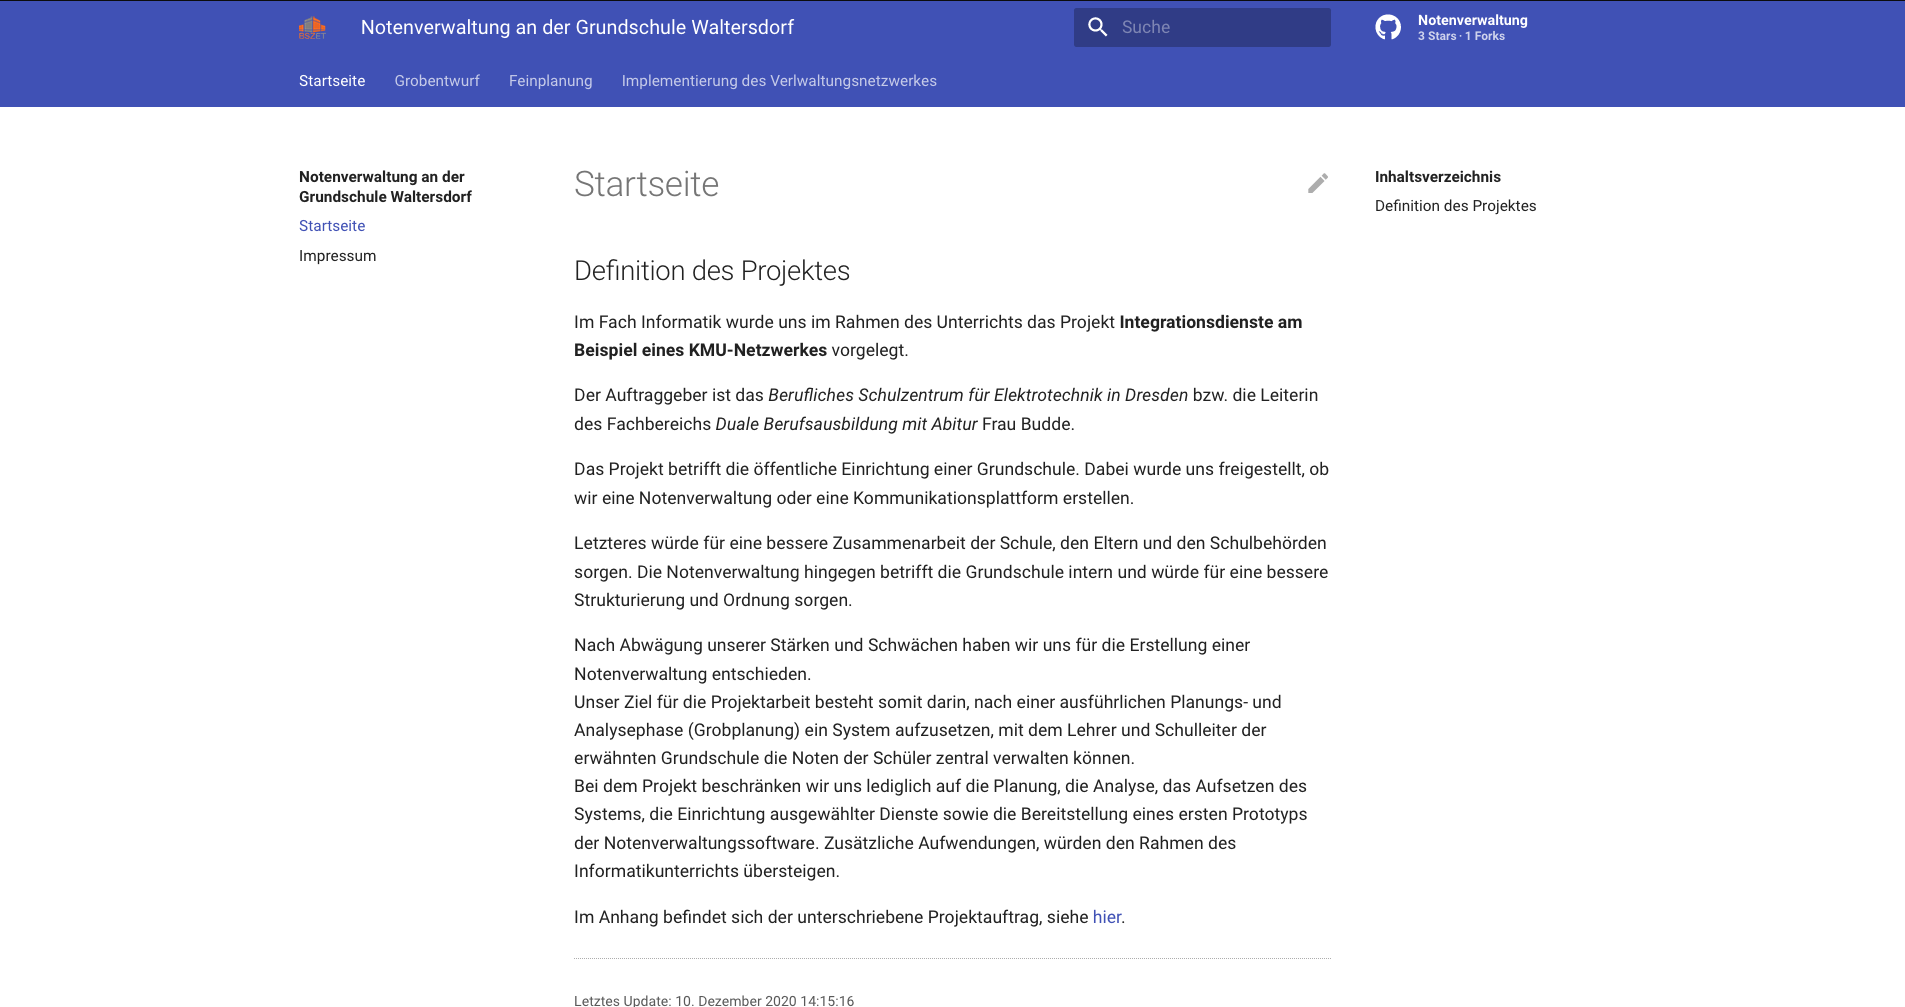 BSZET
Notenverwaltung an der Grundschule Waltersdorf
Suche
Notenverwaltung
3 Stars · 1 Forks
Startseite Grobentwurf Feinplanung Implementierung des Verlwaltungsnetzwerkes
Notenverwaltung an der
Grundschule Waltersdorf
Startseite
Impressum
Startseite
Definition des Projektes
Im Fach Informatik wurde uns im Rahmen des Unterrichts das Projekt Integrationsdienste am
Beispiel eines KMU-Netzwerkes vorgelegt.
Der Auftraggeber ist das Berufliches Schulzentrum für Elektrotechnik in Dresden bzw. die Leiterin
des Fachbereichs Duale Berufsausbildung mit Abitur Frau Budde.
Das Projekt betrifft die öffentliche Einrichtung einer Grundschule. Dabei wurde uns freigestellt, ob
wir eine Notenverwaltung oder eine Kommunikationsplattform erstellen.
Letzteres würde für eine bessere Zusammenarbeit der Schule, den Eltern und den Schulbehörden
sorgen. Die Notenverwaltung hingegen betrifft die Grundschule intern und würde für eine bessere
Strukturierung und Ordnung sorgen.
Nach Abwägung unserer Stärken und Schwächen haben wir uns für die Erstellung einer
Notenverwaltung entschieden.
Unser Ziel für die Projektarbeit besteht somit darin, nach einer ausführlichen Planungs- und
Analysephase (Grobplanung) ein System aufzusetzen, mit dem Lehrer und Schulleiter der
erwähnten Grundschule die Noten der Schüler zentral verwalten können.
Bei dem Projekt beschränken wir uns lediglich auf die Planung, die Analyse, das Aufsetzen des
Systems, die Einrichtung ausgewählter Dienste sowie die Bereitstellung eines ersten Prototyps
der Notenverwaltungssoftware. Zusätzliche Aufwendungen, würden den Rahmen des
Informatikunterrichts übersteigen.
Im Anhang befindet sich der unterschriebene Projektauftrag, siehe hier.
Letztes Update: 10. Dezember 2020 14:15:16
Inhaltsverzeichnis
Definition des Projektes